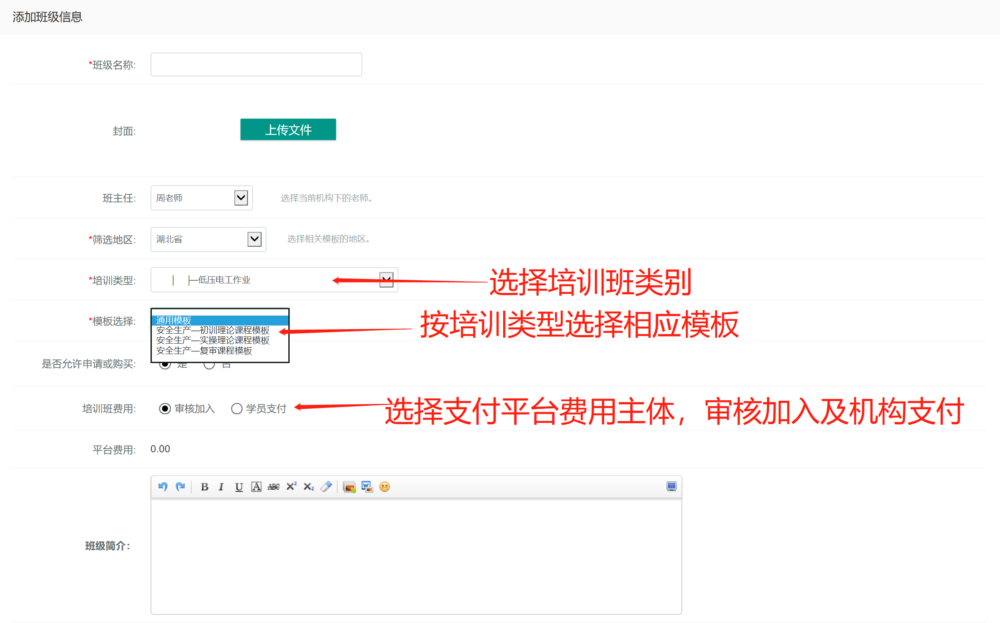 添加班级信息
*班级名称:
封面:
上传文件
班主任:
周老师
选择当前机构下的老师。
*筛选地区:
湖北省
选择相关模板的地区。
*培训类型:
│ ├—低压电工作业
选择培训班类别
*模板选择:
通用模板
安全生产—初训理论课程模板
安全生产—实操理论课程模板
安全生产—复审课程模板
按培训类型选择相应模板
是否允许申请或购买:
是 否
培训班费用:
审核加入 学员支付
选择支付平台费用主体，审核加入及机构支付
平台费用:
0.00
B I U A ABC X² X₂
班级简介：